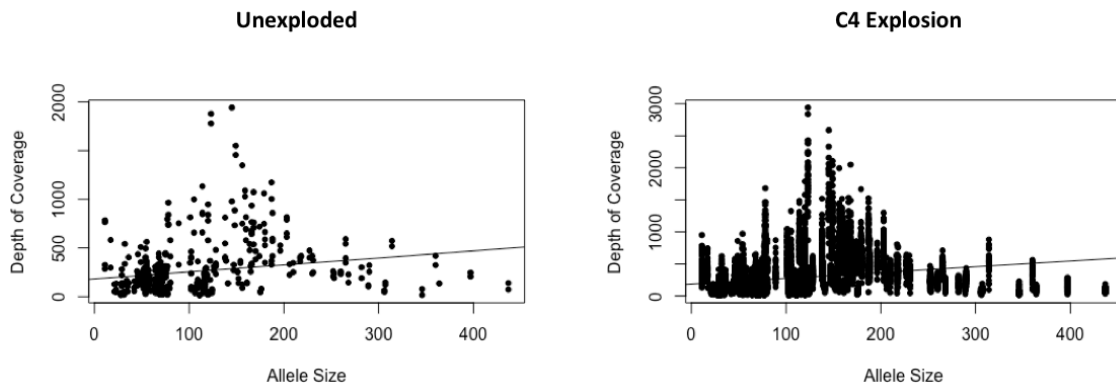 Unexploded
Depth of Coverage
2000
1000
500
0
0 100 200 300 400
Allele Size
C4 Explosion
Depth of Coverage
3000
2000
1000
0
0 100 200 300 400
Allele Size